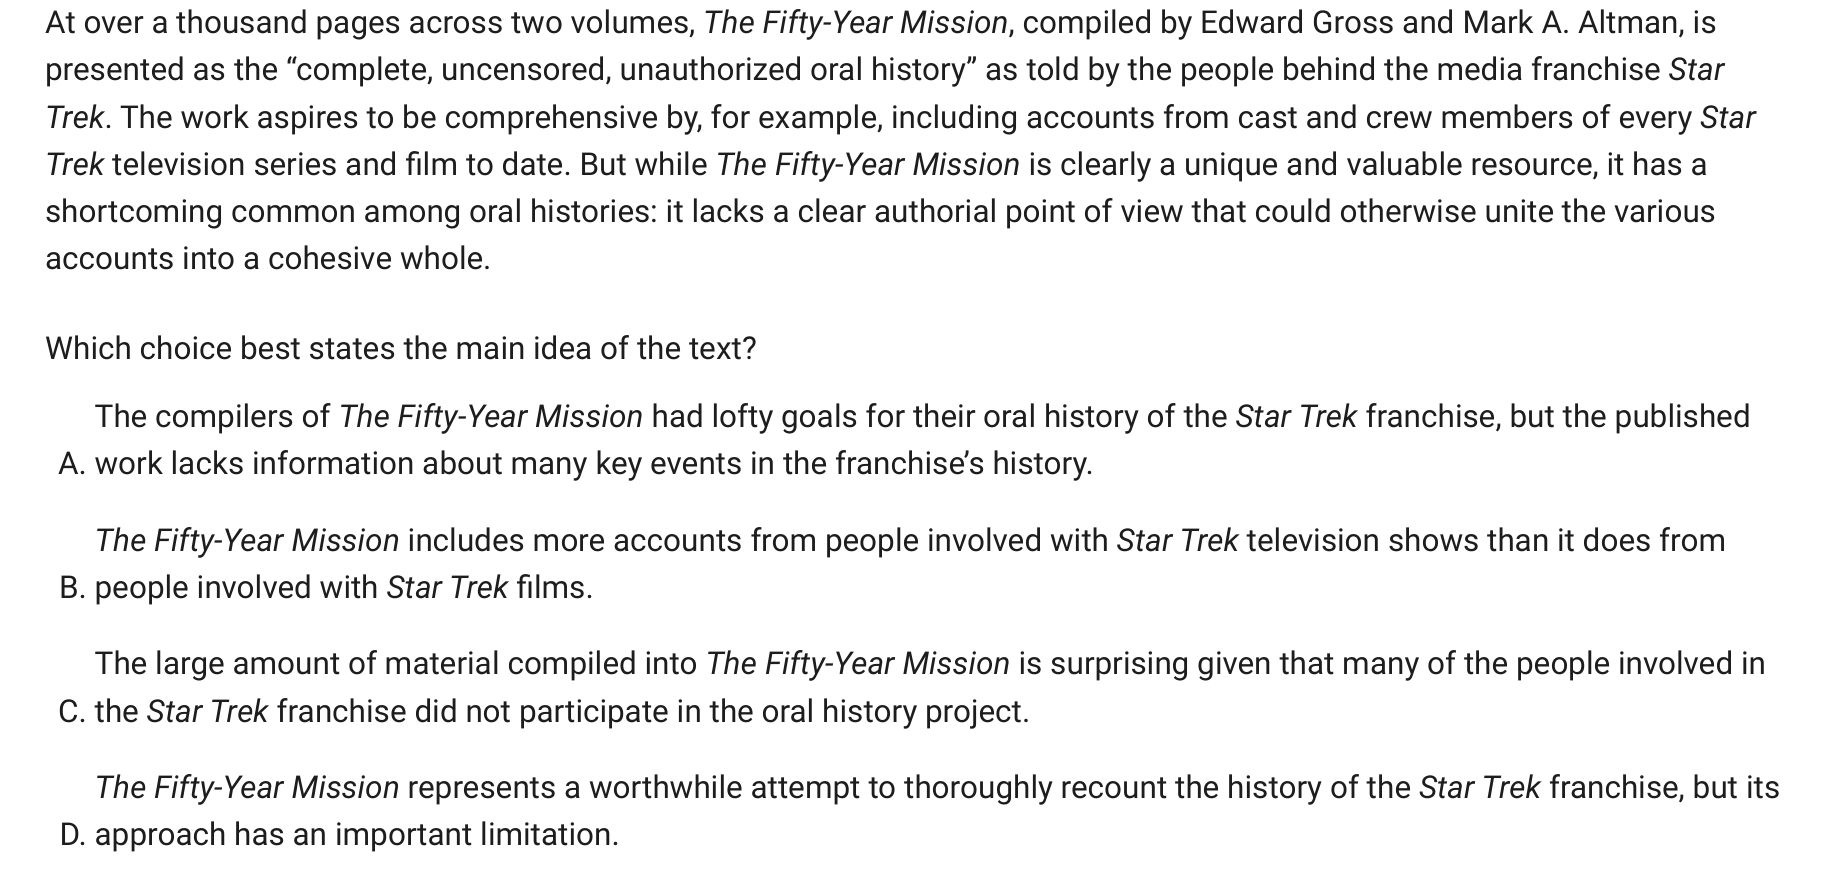 At over a thousand pages across two volumes, The Fifty-Year Mission, compiled by Edward Gross and Mark A. Altman, is
presented as the “complete, uncensored, unauthorized oral history” as told by the people behind the media franchise Star
Trek. The work aspires to be comprehensive by, for example, including accounts from cast and crew members of every Star
Trek television series and film to date. But while The Fifty-Year Mission is clearly a unique and valuable resource, it has a
shortcoming common among oral histories: it lacks a clear authorial point of view that could otherwise unite the various
accounts into a cohesive whole.
Which choice best states the main idea of the text?
The compilers of The Fifty-Year Mission had lofty goals for their oral history of the Star Trek franchise, but the published
A. work lacks information about many key events in the franchise’s history.
The Fifty-Year Mission includes more accounts from people involved with Star Trek television shows than it does from
B. people involved with Star Trek films.
The large amount of material compiled into The Fifty-Year Mission is surprising given that many of the people involved in
C. the Star Trek franchise did not participate in the oral history project.
The Fifty-Year Mission represents a worthwhile attempt to thoroughly recount the history of the Star Trek franchise, but its
D. approach has an important limitation.